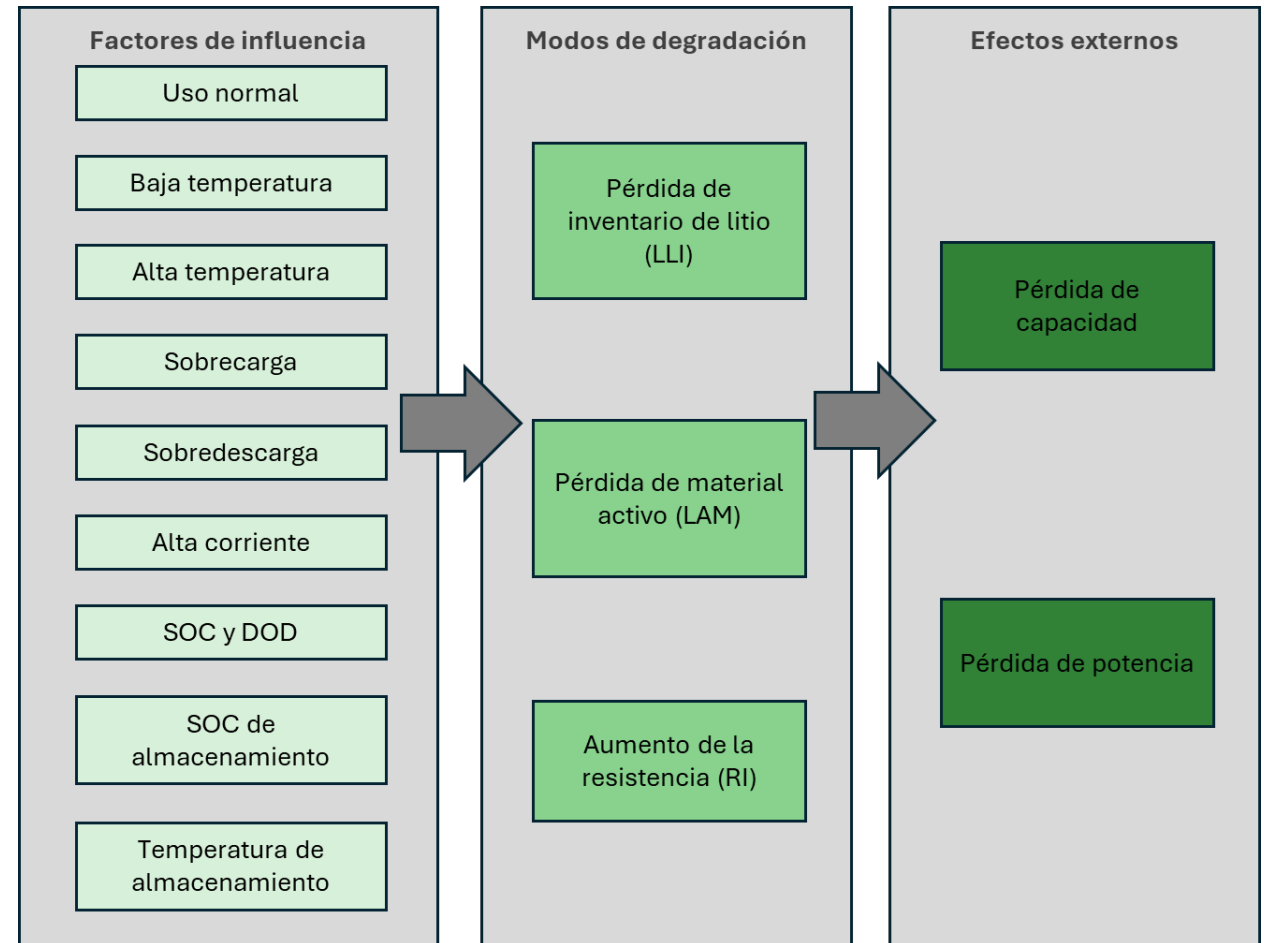 Factores de influencia
Uso normal
Baja temperatura
Alta temperatura
Sobrecarga
Sobredescarga
Alta corriente
SOC y DOD
SOC de
almacenamiento
Temperatura de
almacenamiento
Modos de degradación
Pérdida de
inventario de litio
(LLI)
Pérdida de material
activo (LAM)
Aumento de la
resistencia (RI)
Efectos externos
Pérdida de
capacidad
Pérdida de potencia